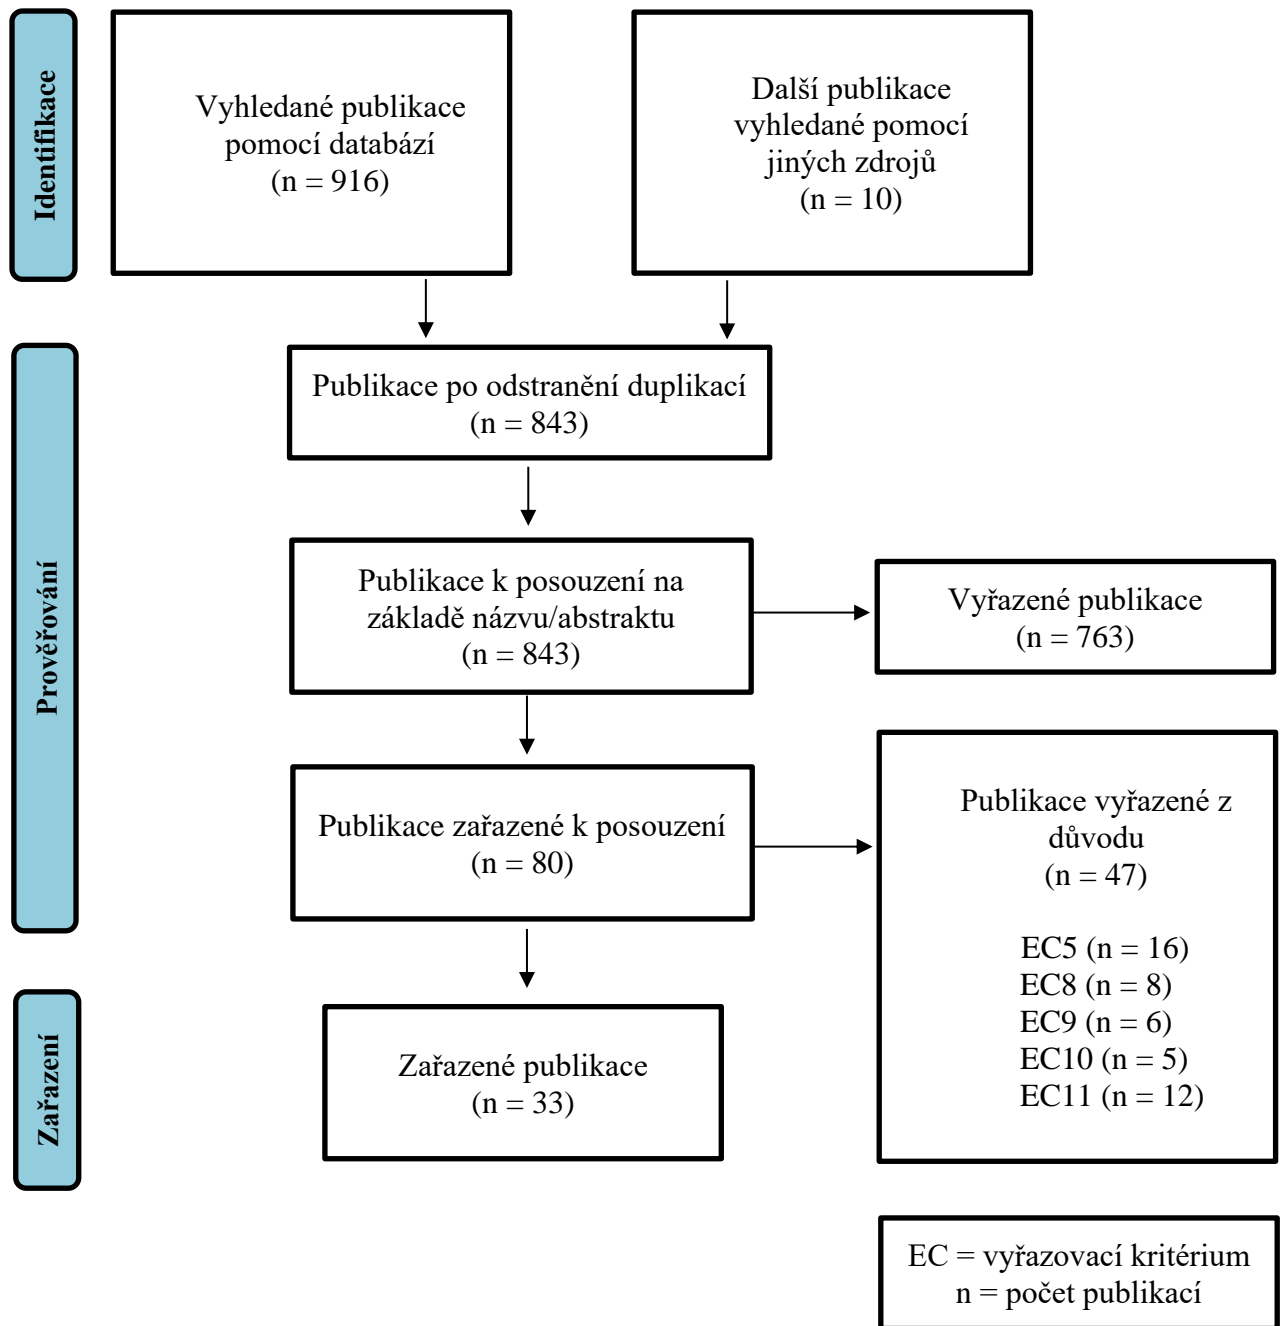 Identifikace
Vyhledané publikace
pomocí databází
(n = 916)
Další publikace
vyhledané pomocí
jiných zdrojů
(n = 10)
Prověřování
Publikace po odstranění duplikací
(n = 843)
Publikace k posouzení na
základě názvu/abstraktu
(n = 843)
Vyřazené publikace
(n = 763)
Publikace zařazené k posouzení
(n = 80)
Publikace vyřazené z
důvodu
(n = 47)
EC5 (n = 16)
EC8 (n = 8)
EC9 (n = 6)
EC10 (n = 5)
EC11 (n = 12)
Zařazení
Zařazené publikace
(n = 33)
EC = vyřazovací kritérium
n = počet publikací